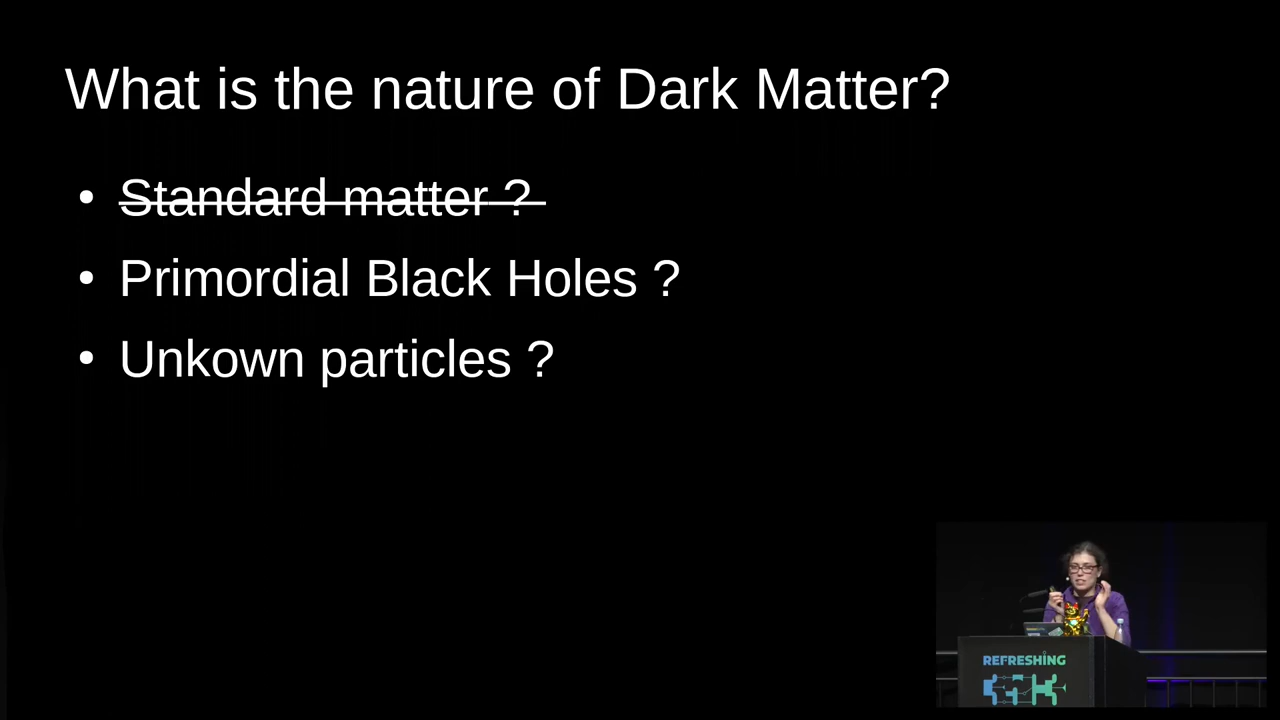 What is the nature of Dark Matter?
• Standard matter ?
• Primordial Black Holes ?
• Unkown particles ?
REFRESHING